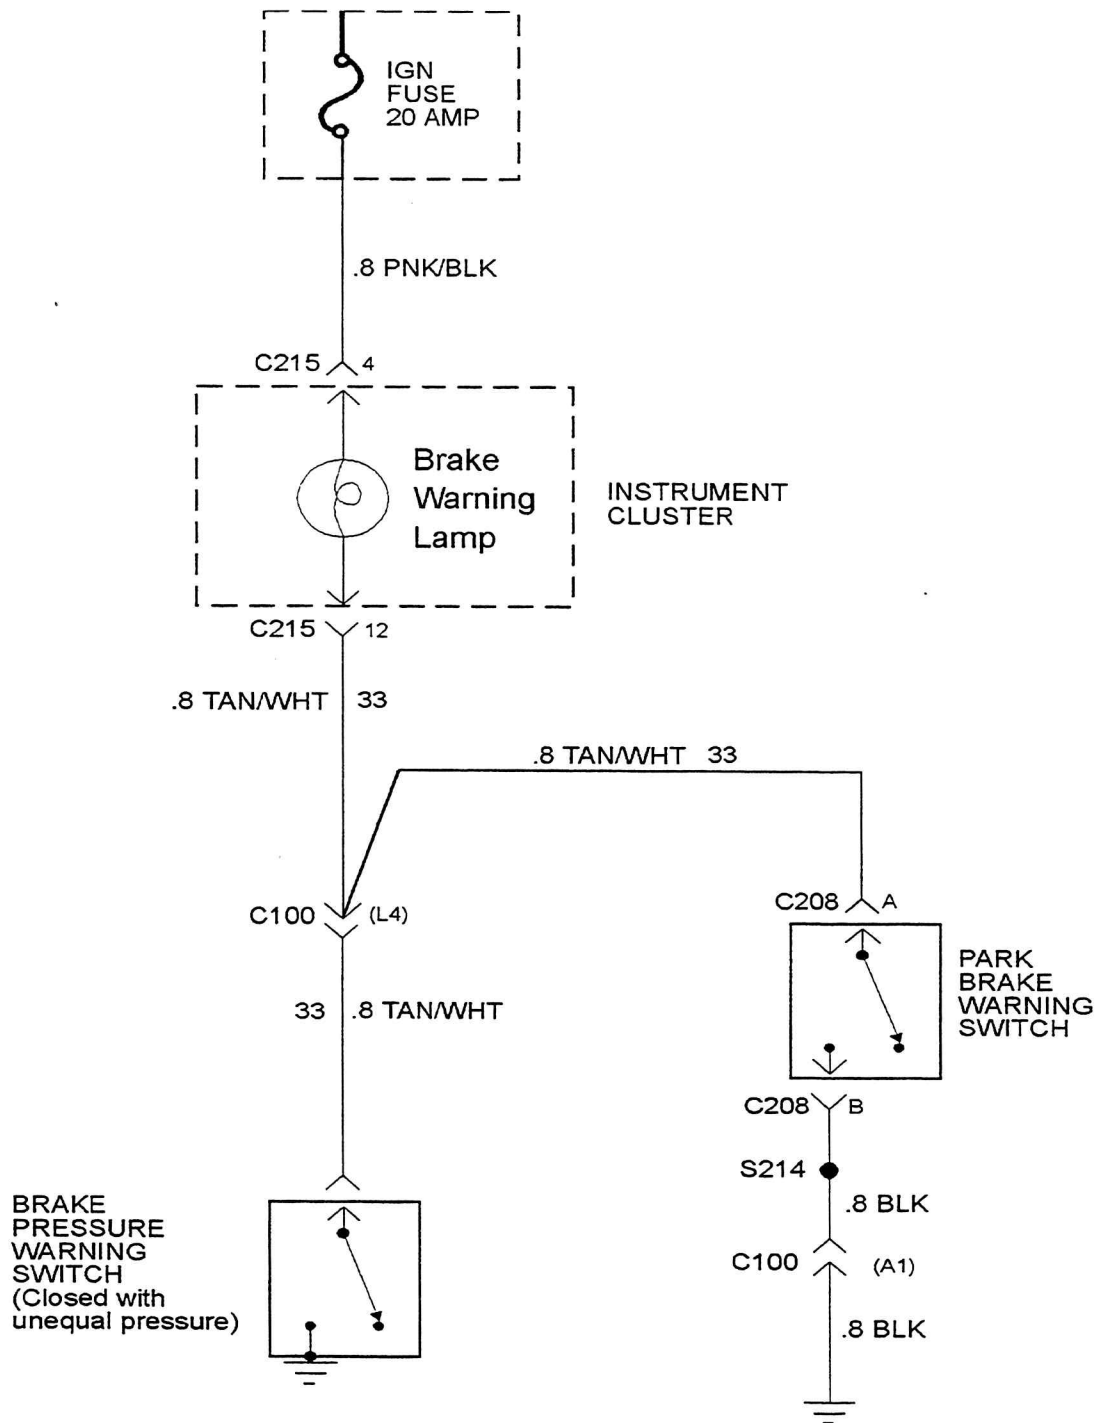 IGN
FUSE
20 AMP
.8 PNK/BLK
C215 4
Brake
Warning
Lamp
INSTRUMENT
CLUSTER
C215 12
.8 TAN/WHT 33
.8 TAN/WHT 33
C100 (L4)
C208 A
PARK
BRAKE
WARNING
SWITCH
33 .8 TAN/WHT
C208 B
S214
.8 BLK
C100 (A1)
.8 BLK
BRAKE
PRESSURE
WARNING
SWITCH
(Closed with
unequal pressure)